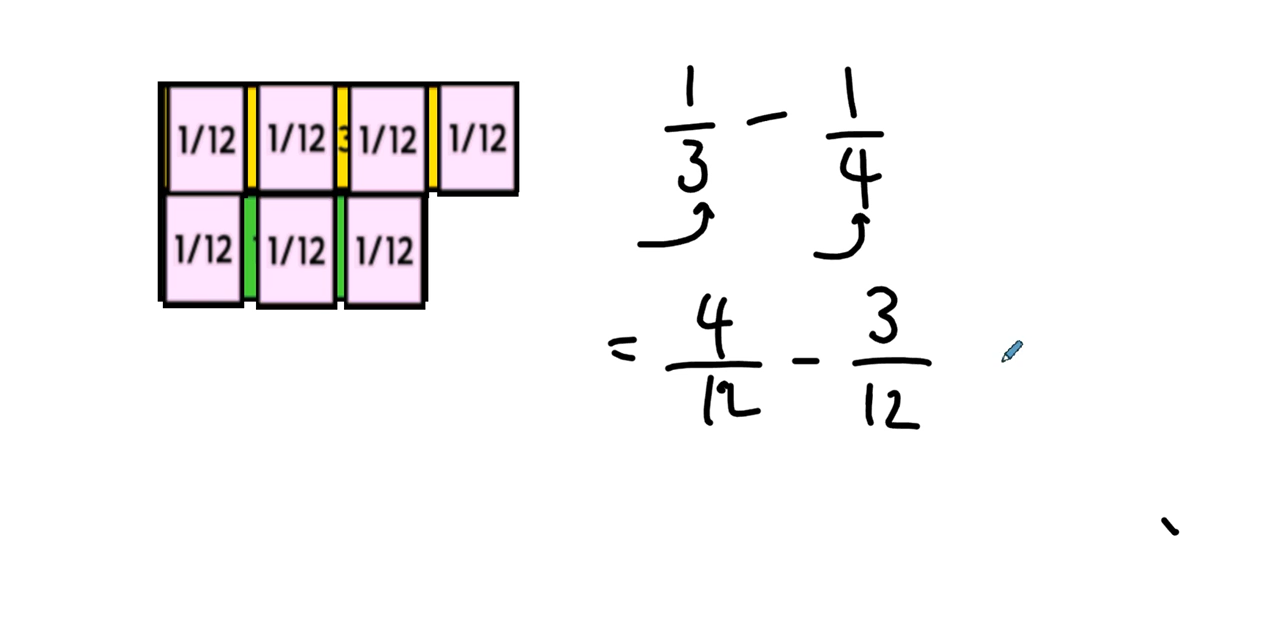 1/12 1/12 3 1/12 1/12
1/12 1/12 1/12
1/3 - 1/4
= 4/12 - 3/12